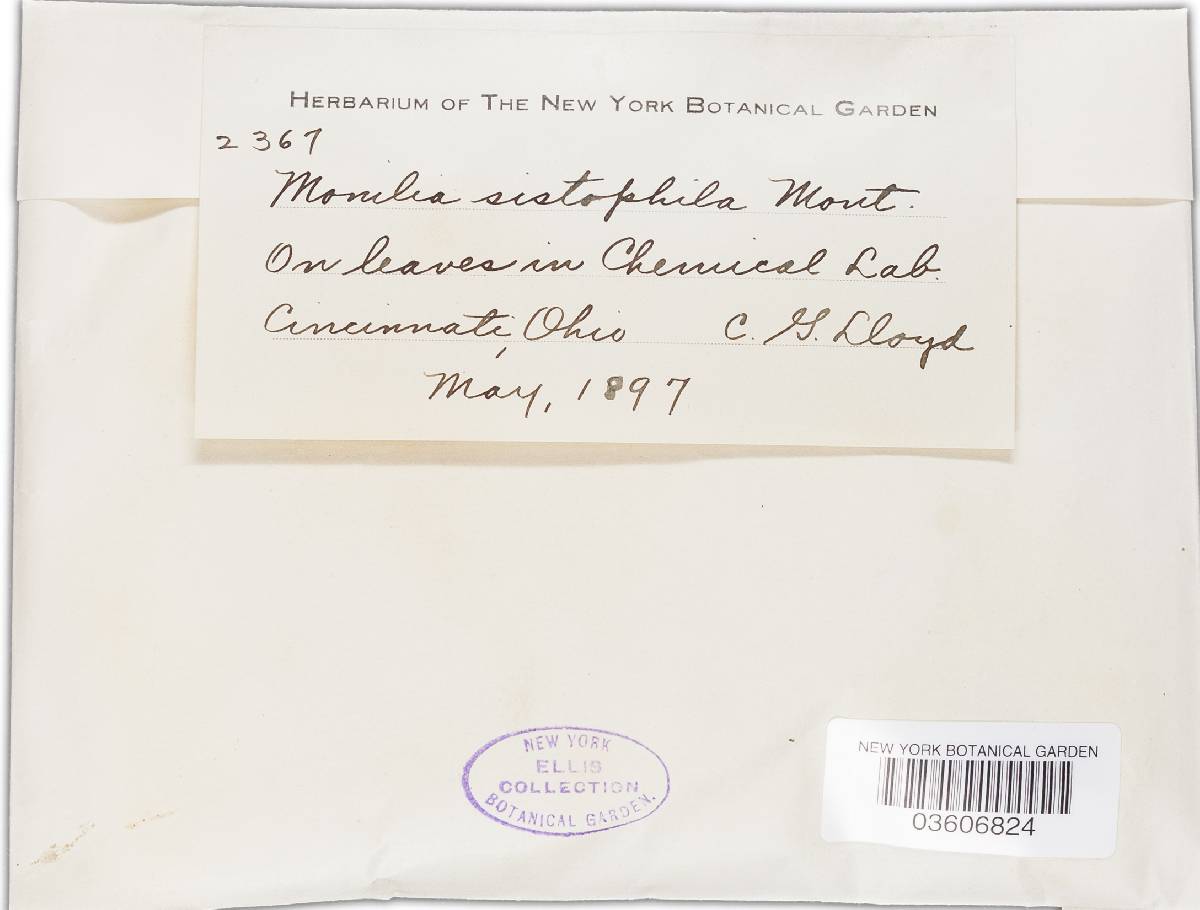 HERBARIUM OF THE NEW YORK BOTANICAL GARDEN
2367
Monilia sistophila Mont.
On leaves in Chemical Lab.
Cincinnati, Ohio C. G. Lloyd
May, 1897
NEW YORK
ELLIS
COLLECTION
BOTANICAL GARDEN.
NEW YORK BOTANICAL GARDEN
03606824